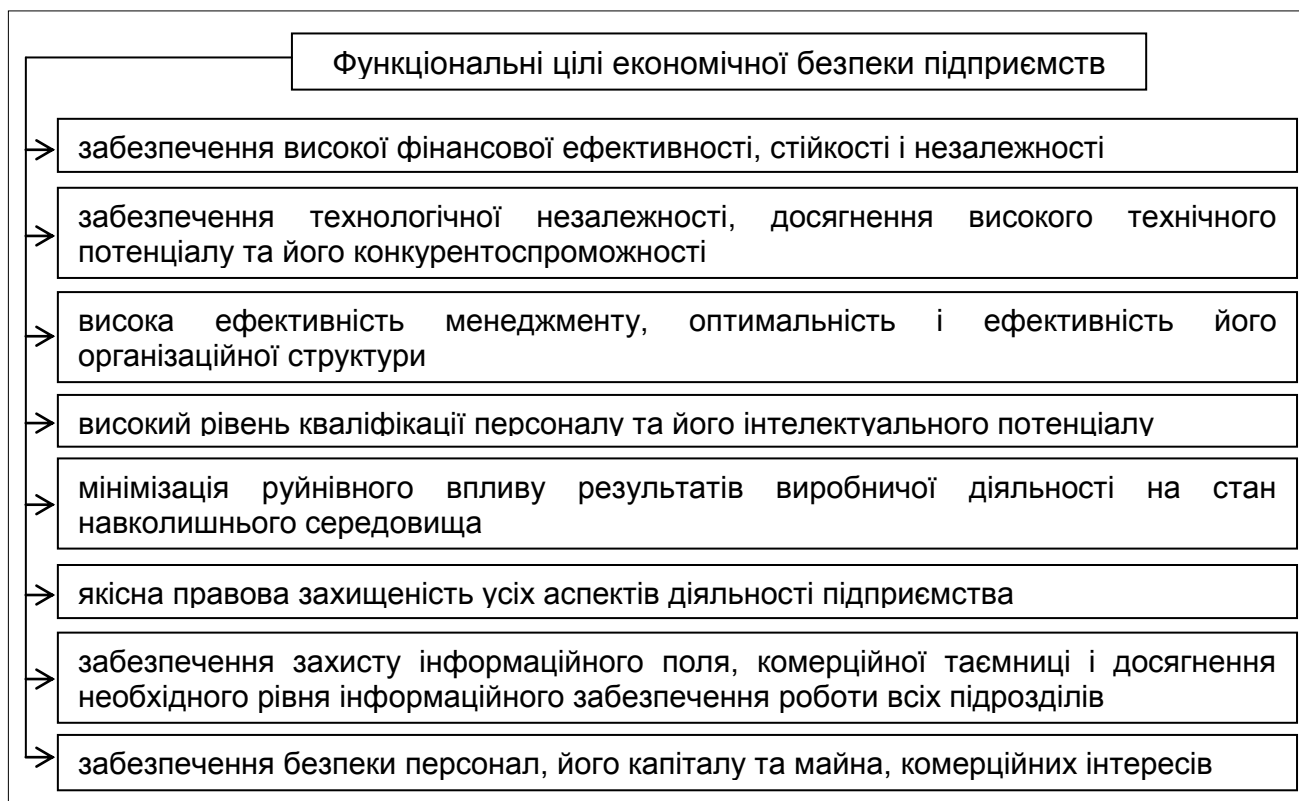 Функціональні цілі економічної безпеки підприємств
забезпечення високої фінансової ефективності, стійкості і незалежності
забезпечення технологічної незалежності, досягнення високого технічного
потенціалу та його конкурентоспроможності
висока ефективність менеджменту, оптимальність і ефективність його
організаційної структури
високий рівень кваліфікації персоналу та його інтелектуального потенціалу
мінімізація руйнівного впливу результатів виробничої діяльності на стан
навколишнього середовища
якісна правова захищеність усіх аспектів діяльності підприємства
забезпечення захисту інформаційного поля, комерційної таємниці і досягнення
необхідного рівня інформаційного забезпечення роботи всіх підрозділів
забезпечення безпеки персонал, його капіталу та майна, комерційних інтересів